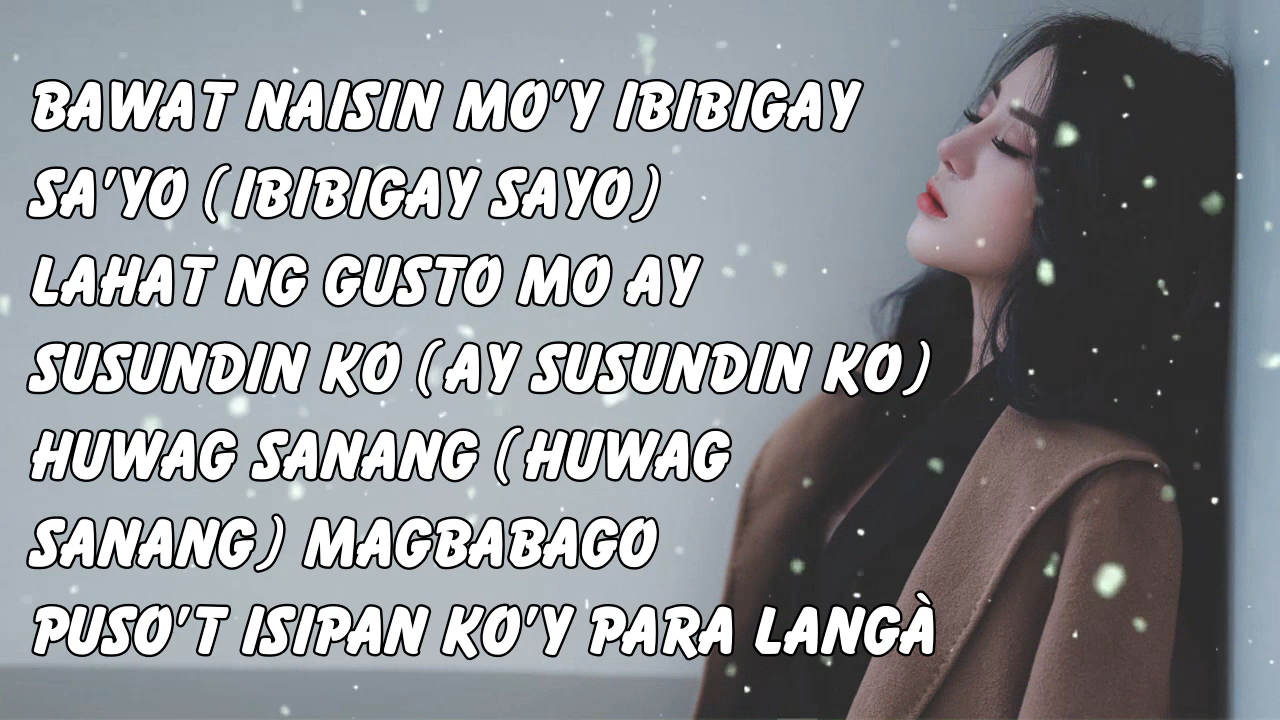 BAWAT NAISIN MO'Y IBIBIGAY
SA'YO (IBIBIGAY SAYO)
LAHAT NG GUSTO MO AY
SUSUNDIN KO (AY SUSUNDIN KO)
HUWAG SANANG (HUWAG
SANANG) MAGBABAGO
PUSO'T ISIPAN KO'Y PARA LANGÀ